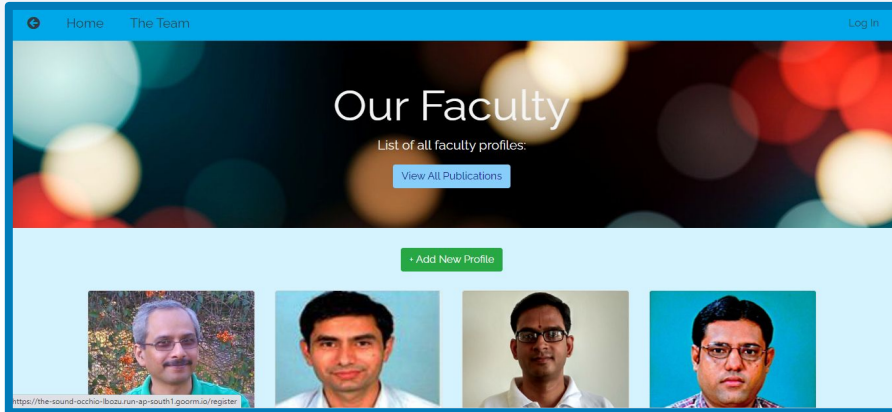 Home The Team Log In
Our Faculty
List of all faculty profiles:
View All Publications
+ Add New Profile
https://the-sound-occhio-lbozu.run-ap-south1.goorm.io/register